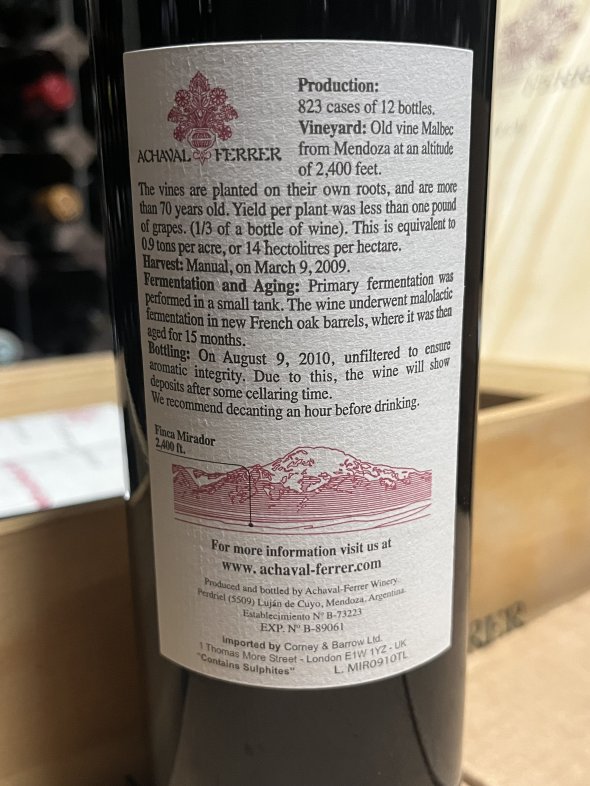 ACHAVAL FERRER
Production:
823 cases of 12 bottles.
Vineyard: Old vine Malbec
from Mendoza at an altitude
of 2,400 feet.
The vines are planted on their own roots, and are more
than 70 years old. Yield per plant was less than one pound
of grapes. (1/3 of a bottle of wine). This is equivalent to
0.9 tons per acre, or 14 hectolitres per hectare.
Harvest: Manual, on March 9, 2009.
Fermentation and Aging: Primary fermentation was
performed in a small tank. The wine underwent malolactic
fermentation in new French oak barrels, where it was then
aged for 15 months.
Bottling: On August 9, 2010, unfiltered to ensure
aromatic integrity. Due to this, the wine will show
deposits after some cellaring time.
We recommend decanting an hour before drinking.
Finca Mirador
2,400 ft.
For more information visit us at
www.achaval-ferrer.com
Produced and bottled by Achaval-Ferrer Winery.
Perdriel (5509) Luján de Cuyo, Mendoza, Argentina.
Establecimiento Nº B-73223
EXP. Nº B-89061
Imported by Corney & Barrow Ltd.
1 Thomas More Street - London E1W 1YZ - UK
"Contains Sulphites" L. MIR0910TL